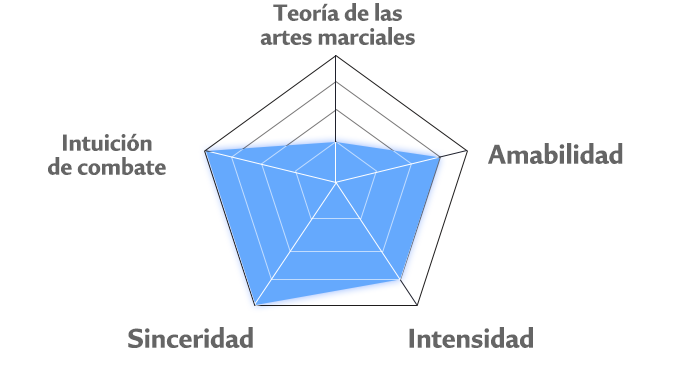 Teoría de las
artes marciales
Intuición
de combate
Amabilidad
Sinceridad
Intensidad